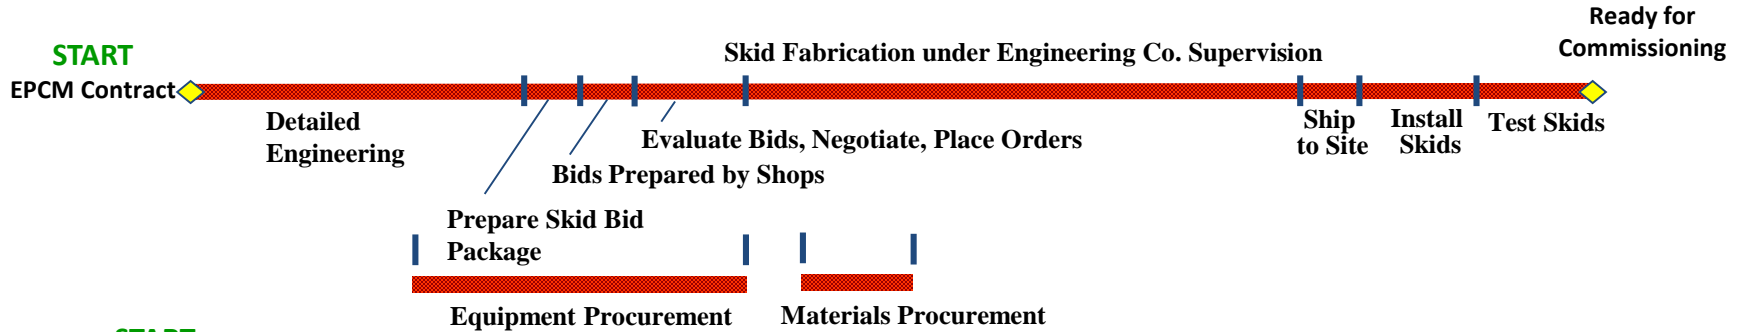 START
EPCM Contract
Skid Fabrication under Engineering Co. Supervision
Ready for
Commissioning
Detailed
Engineering
Evaluate Bids, Negotiate, Place Orders
Bids Prepared by Shops
Prepare Skid Bid
Package
Ship
to Site
Install
Skids
Test Skids
Equipment Procurement
Materials Procurement
START